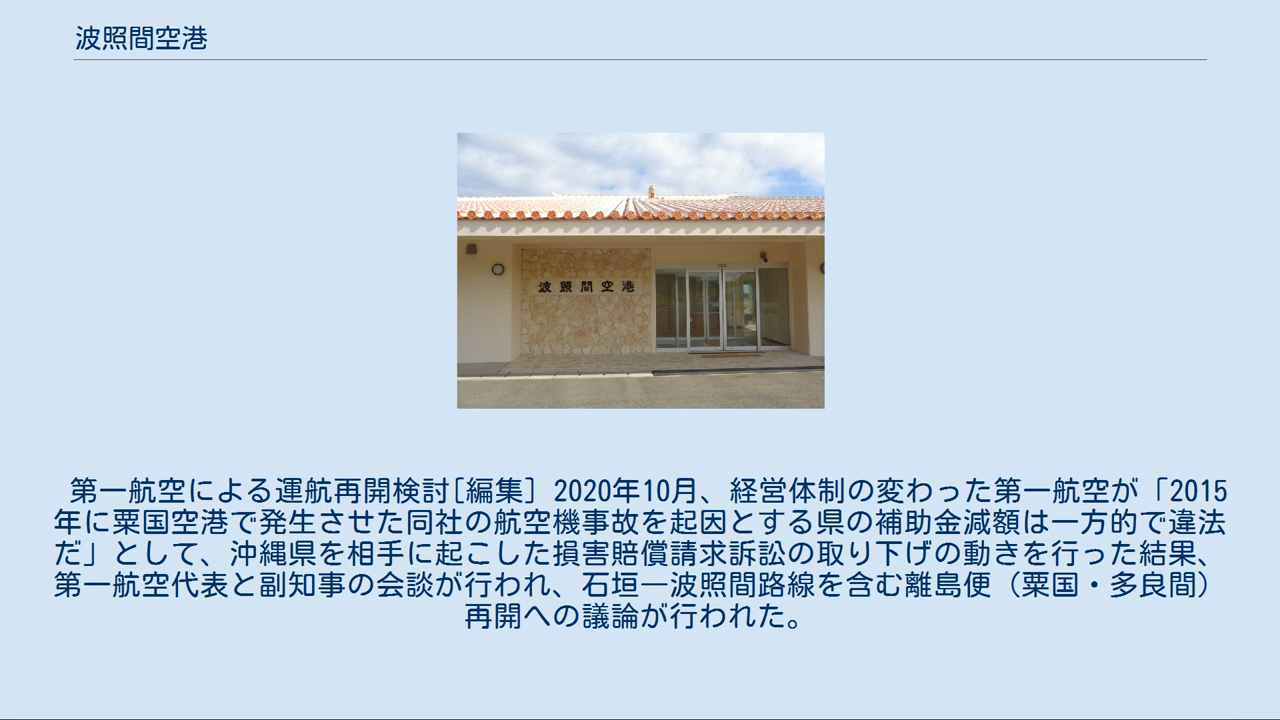 波照間空港
波照間空港
第一航空による運航再開検討[編集] 2020年10月、経営体制の変わった第一航空が「2015
年に粟国空港で発生させた同社の航空機事故を起因とする県の補助金減額は一方的で違法
だ」として、沖縄県を相手に起こした損害賠償請求訴訟の取り下げの動きを行った結果、
第一航空代表と副知事の会談が行われ、石垣―波照間路線を含む離島便（粟国・多良間）
再開への議論が行われた。